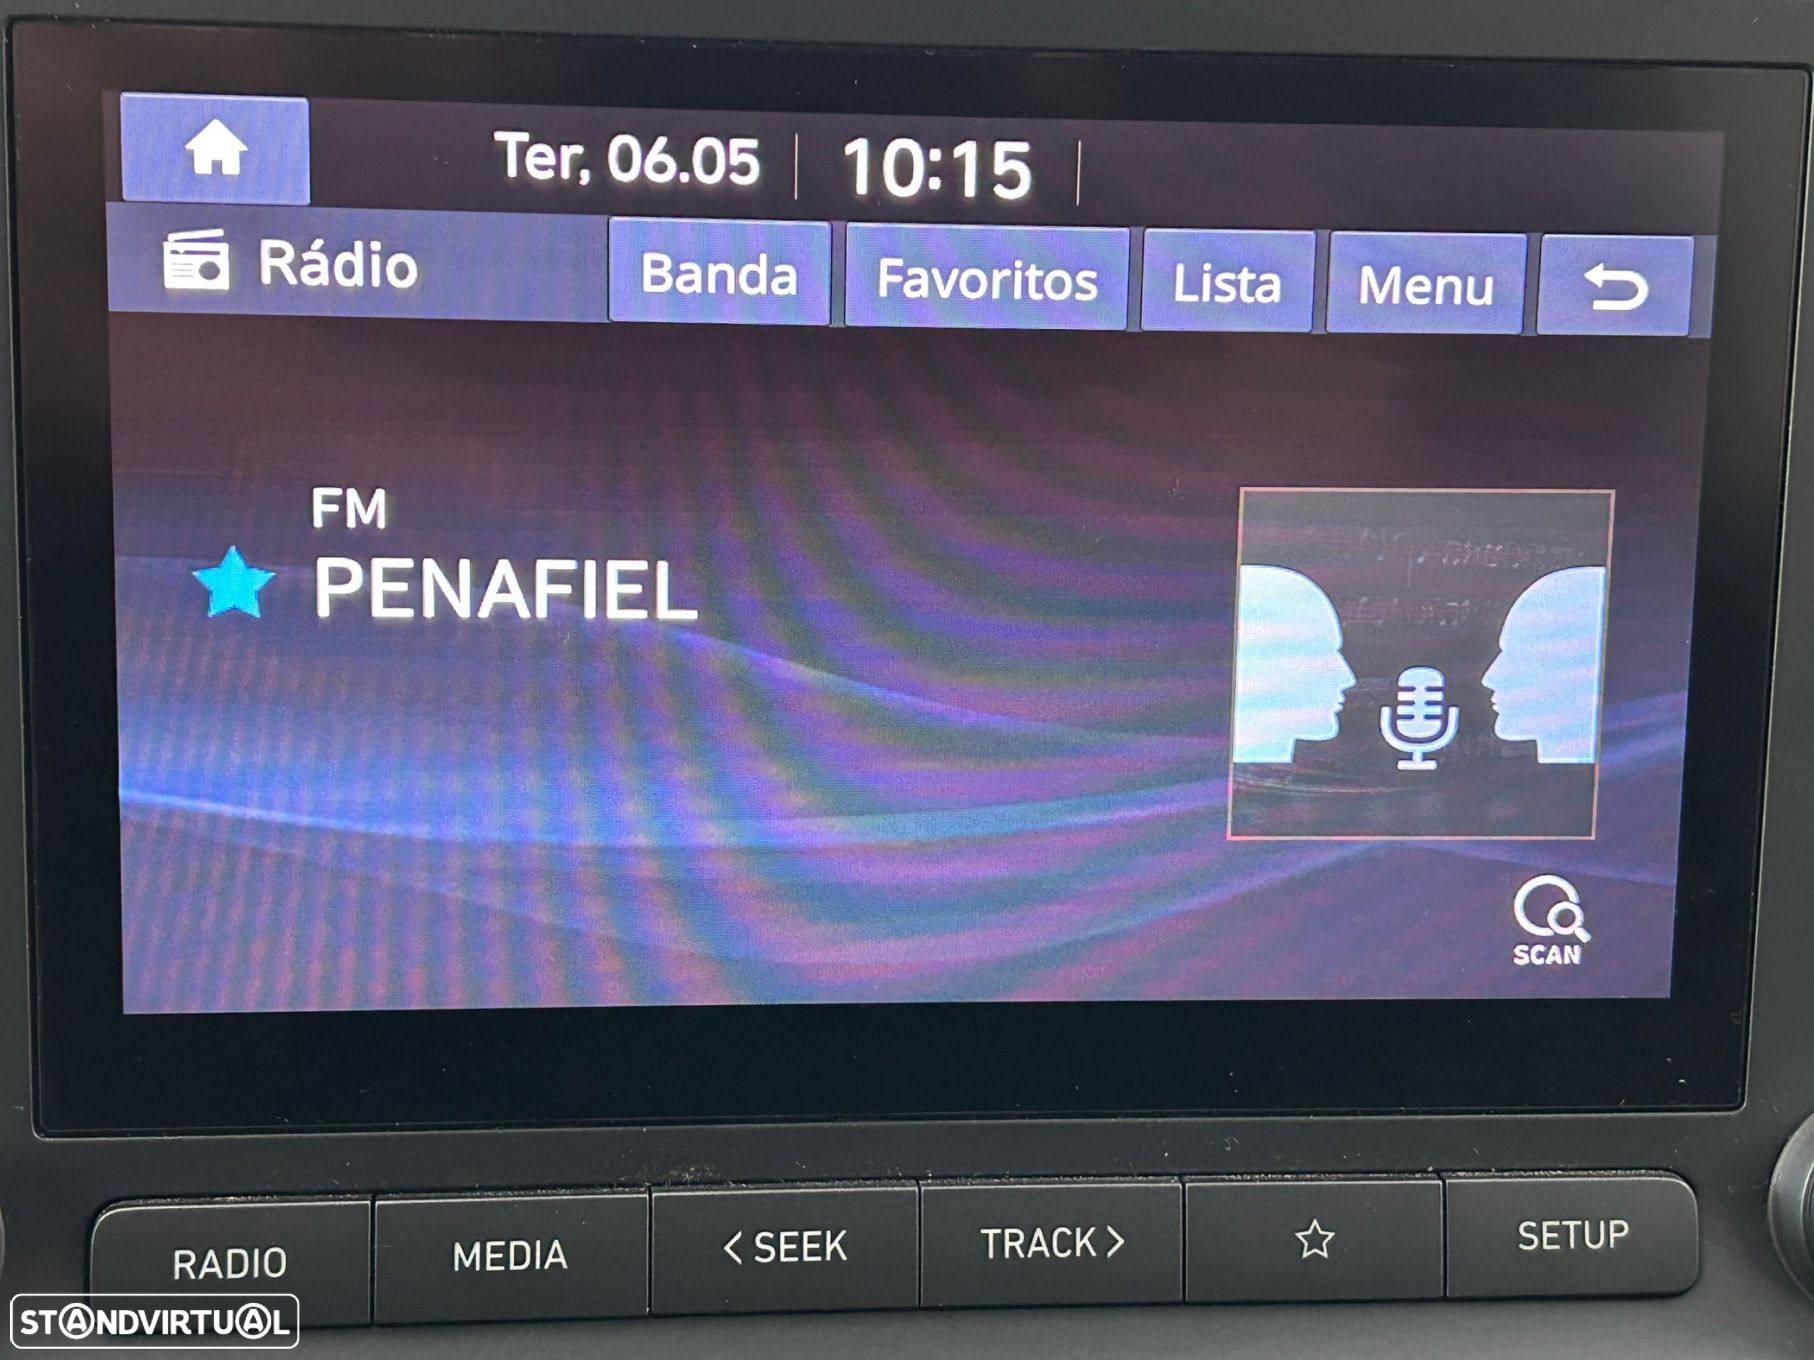 Ter, 06.05
10:15
Rádio
Banda
Favoritos
Lista
Menu
FM
PENAFIEL
SCAN
RADIO
MEDIA
< SEEK
TRACK >
SETUP
STANDVIRTUAL